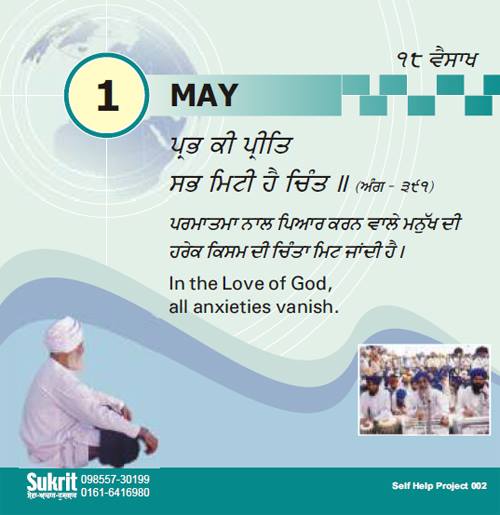 ੧੮ ਵੈਸਾਖ
1
MAY
ਪ੍ਰਭ ਕੀ ਪ੍ਰੀਤਿ
ਸਭ ਮਿਟੀ ਹੈ ਚਿੰਤ ॥ (ਅੰਗ - ੩੯੧)
ਪਰਮਾਤਮਾ ਨਾਲ ਪਿਆਰ ਕਰਨ ਵਾਲੇ ਮਨੁੱਖ ਦੀ
ਹਰੇਕ ਕਿਸਮ ਦੀ ਚਿੰਤਾ ਮਿਟ ਜਾਂਦੀ ਹੈ।
In the Love of God,
all anxieties vanish.
Sukrit
098557-30199
0161-6416980
Self Help Project 002